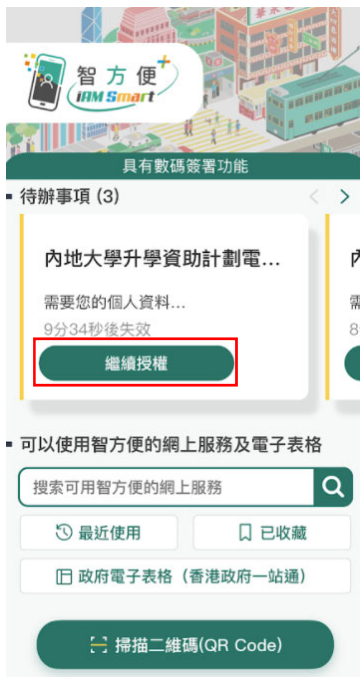 智方便+
iAM Smart
具有數碼簽署功能
待辦事項 (3)
內地大學升學資助計劃電...
需要您的個人資料...
9分34秒後失效
繼續授權
可以使用智方便的網上服務及電子表格
搜索可用智方便的網上服務
最近使用
已收藏
政府電子表格（香港政府一站通）
掃描二維碼(QR Code)